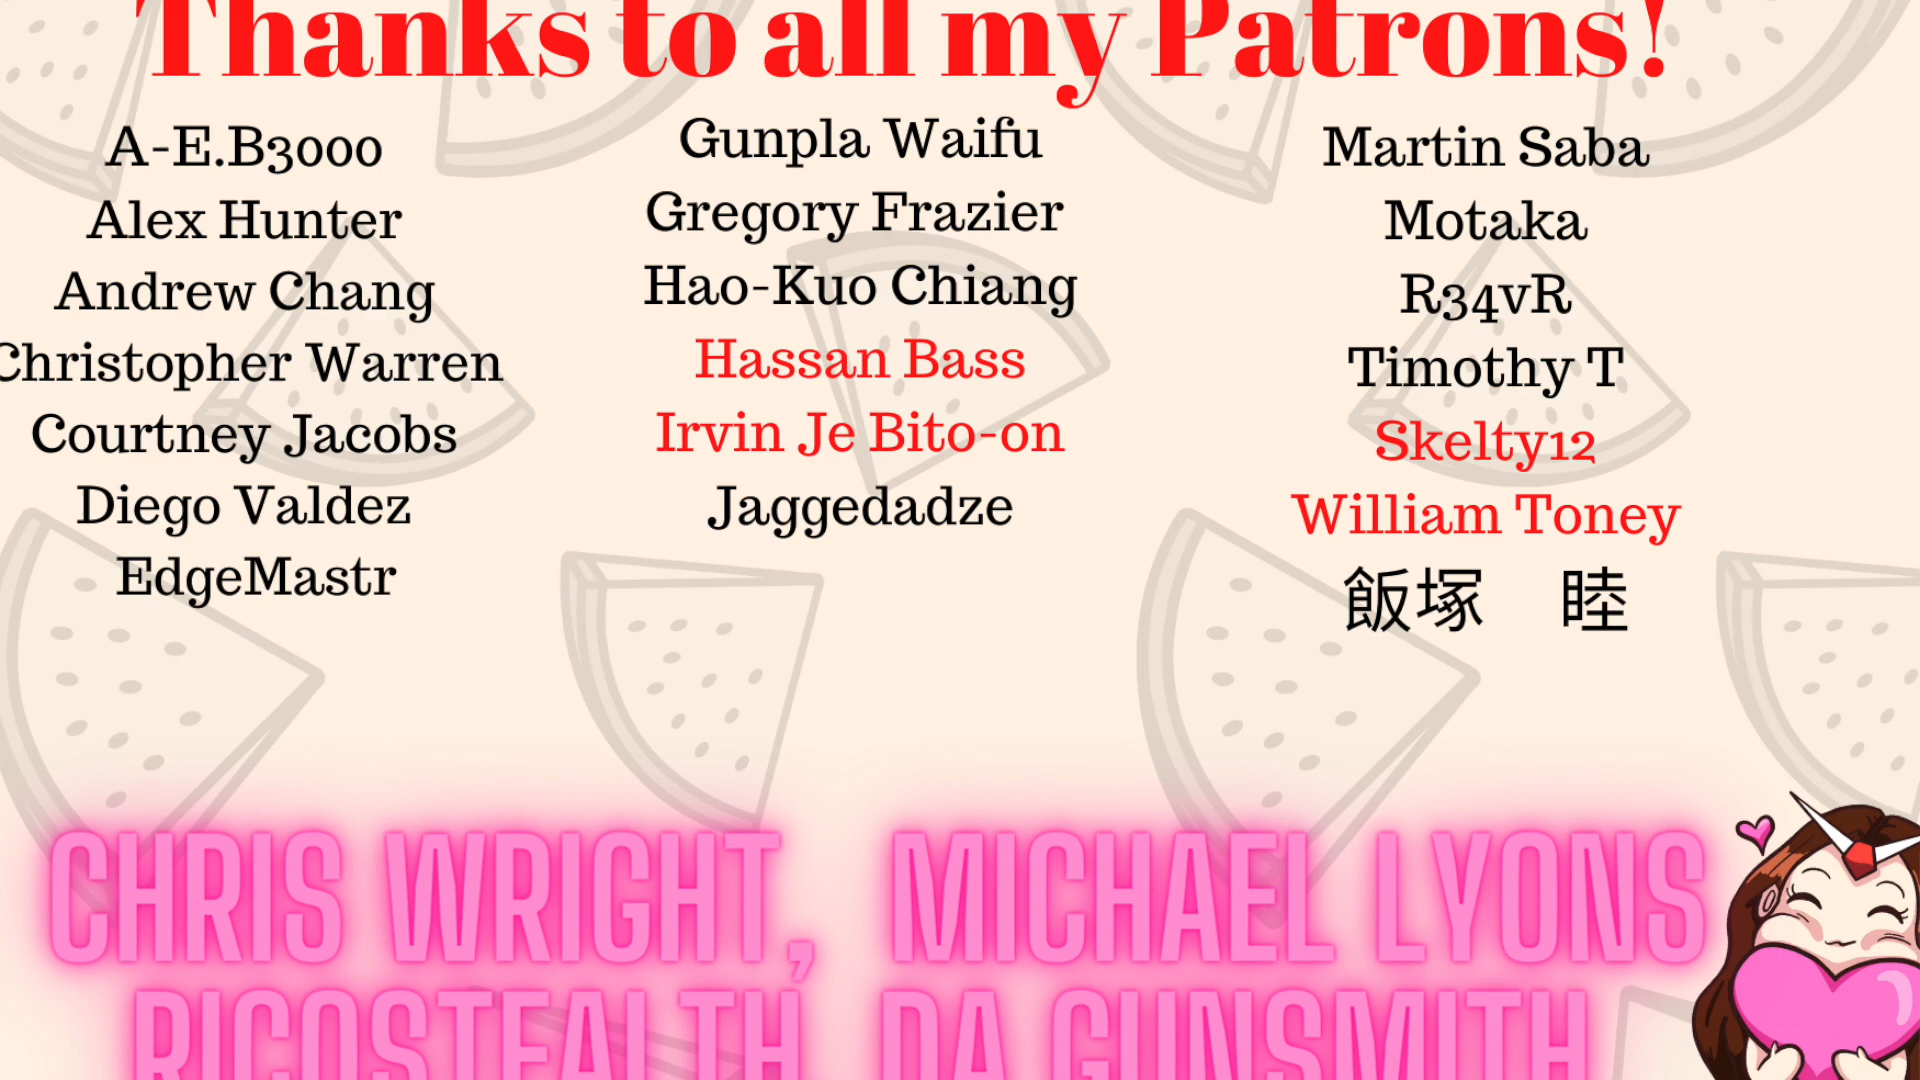 Thanks to all my Patrons!
A-E.B3000
Alex Hunter
Andrew Chang
Christopher Warren
Courtney Jacobs
Diego Valdez
EdgeMastr
Gunpla Waifu
Gregory Frazier
Hao-Kuo Chiang
Hassan Bass
Irvin Je Bito-on
Jaggedadze
Martin Saba
Motaka
R34vR
Timothy T
Skelty12
William Toney
飯塚　睦
CHRIS WRIGHT, MICHAEL LYONS
RICOSTEALTH, DA GUNSMITH